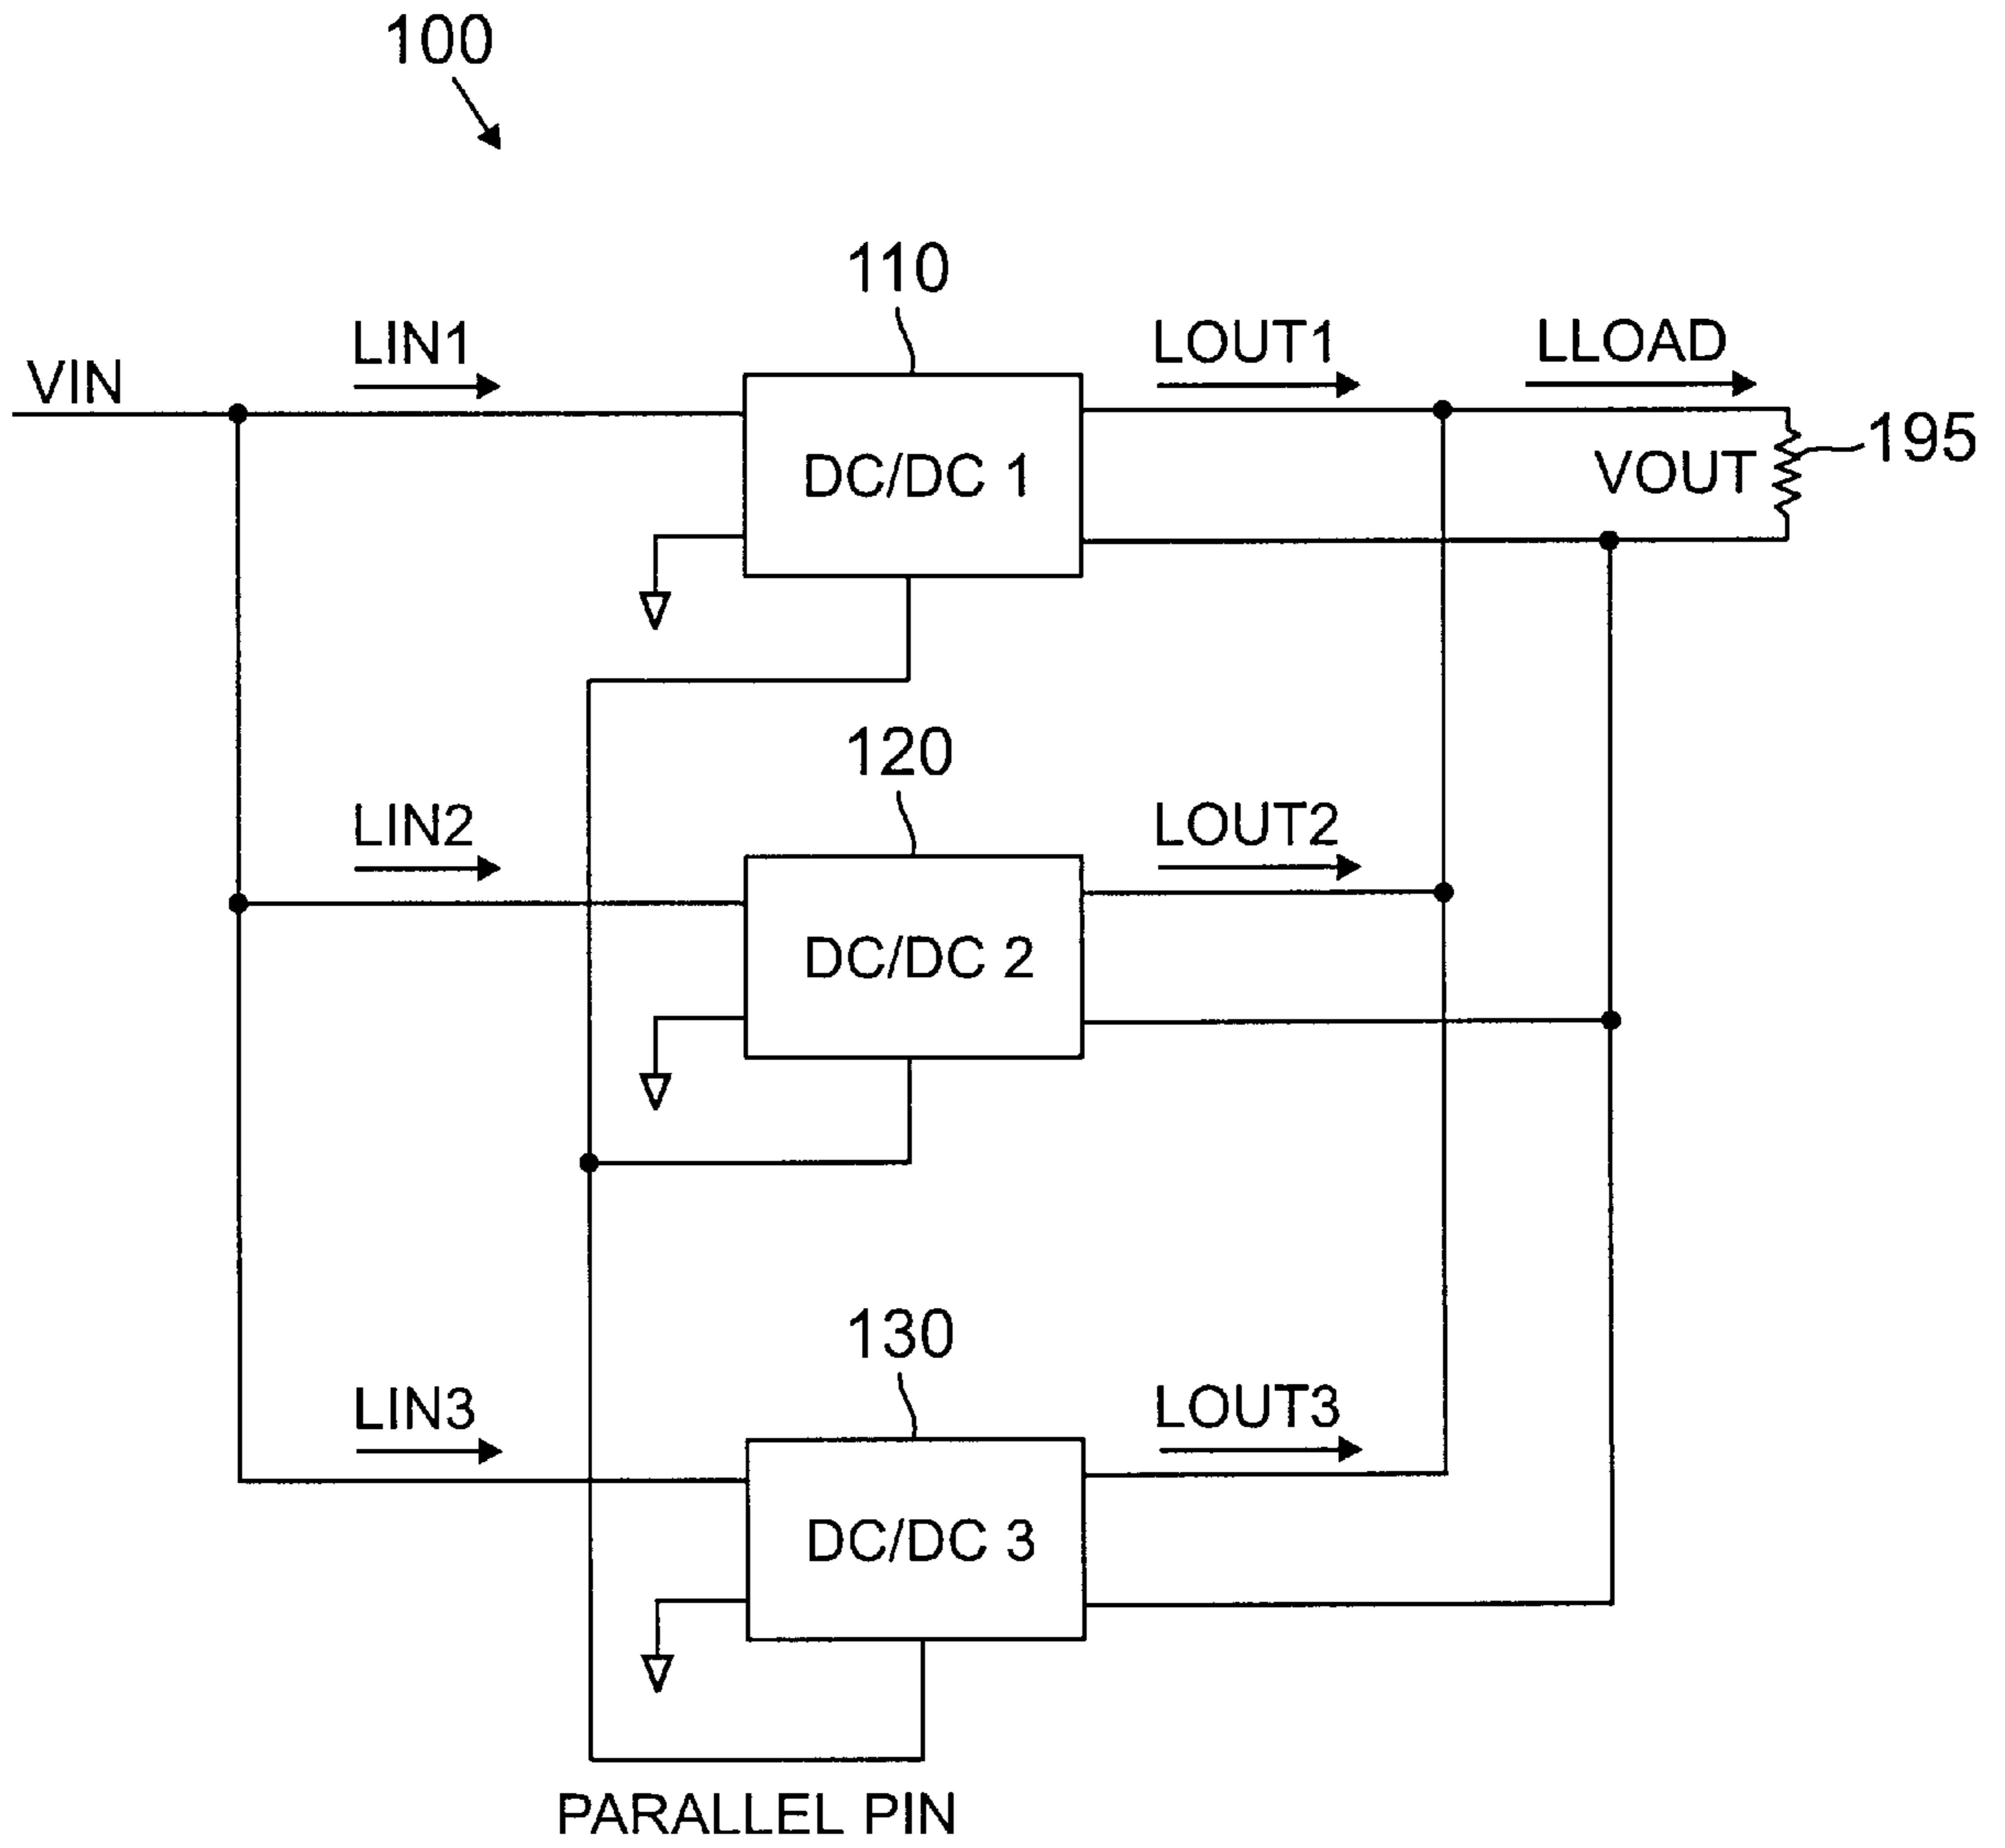 100
110
LIN1
LOUT1
LLOAD
VIN
195
DC/DC 1
VOUT
120
LIN2
LOUT2
DC/DC 2
130
LIN3
LOUT3
DC/DC 3
PARALLEL PIN